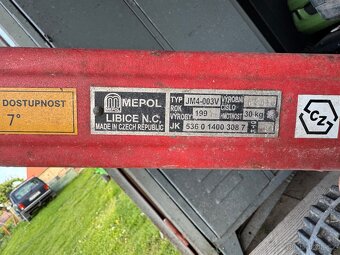 DOSTUPNOST
7°
MEPOL
LIBICE N.C.
MADE IN CZECH REPUBLIC
TYP JM4-003V VÝROBNÍ ČÍSLO
ROK VÝROBY 199 HMOTNOST 30 kg
JK 536 0 1400 308 7
CZ